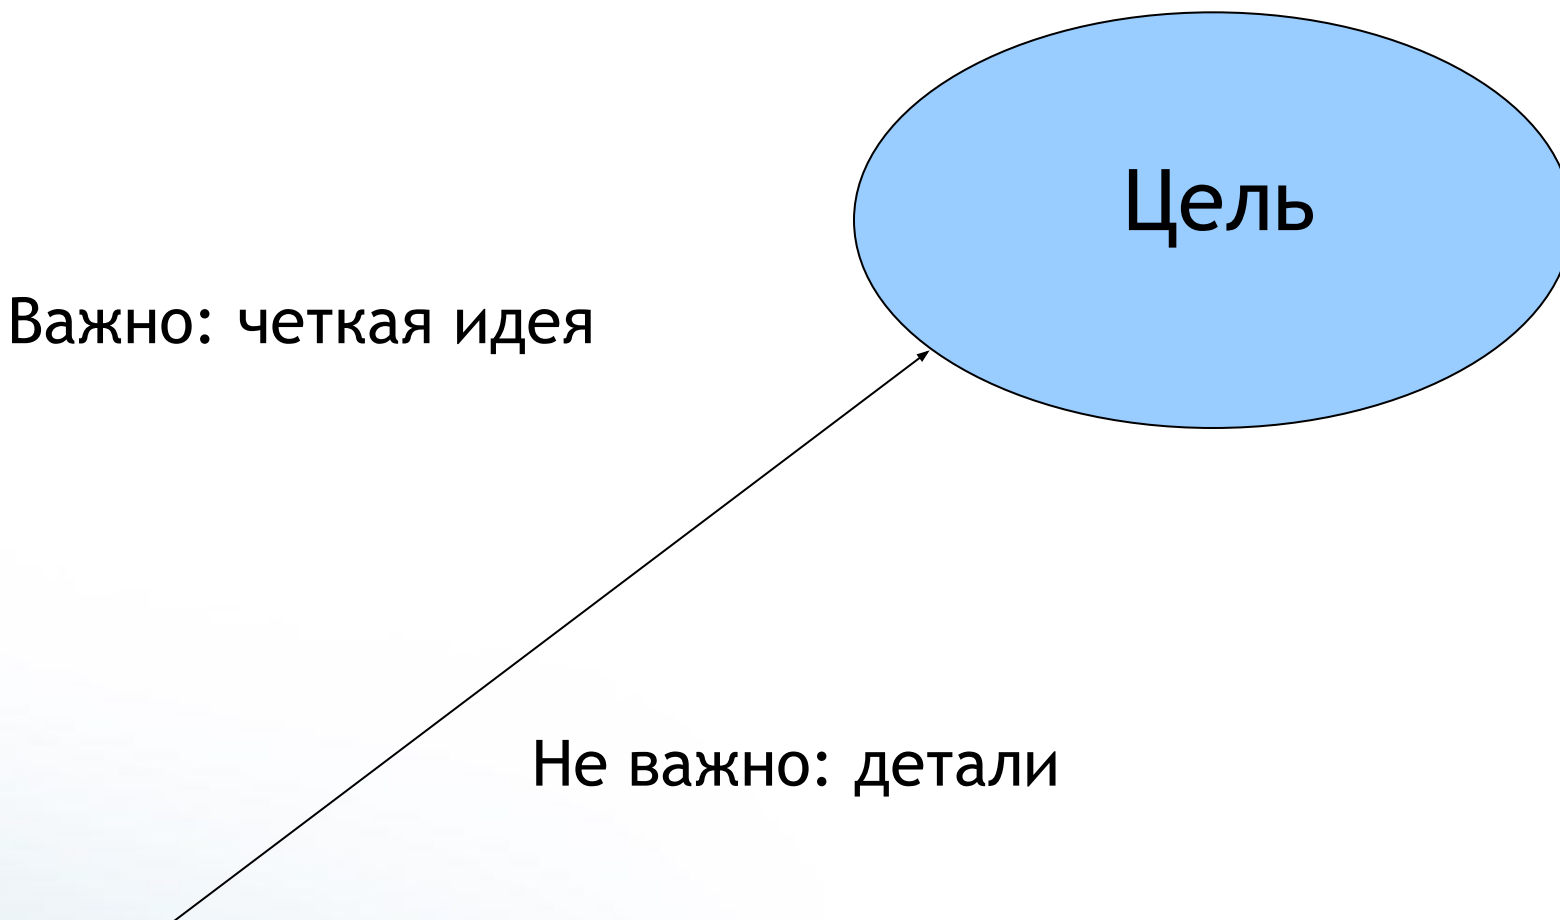 Цель
Важно: четкая идея
Не важно: детали